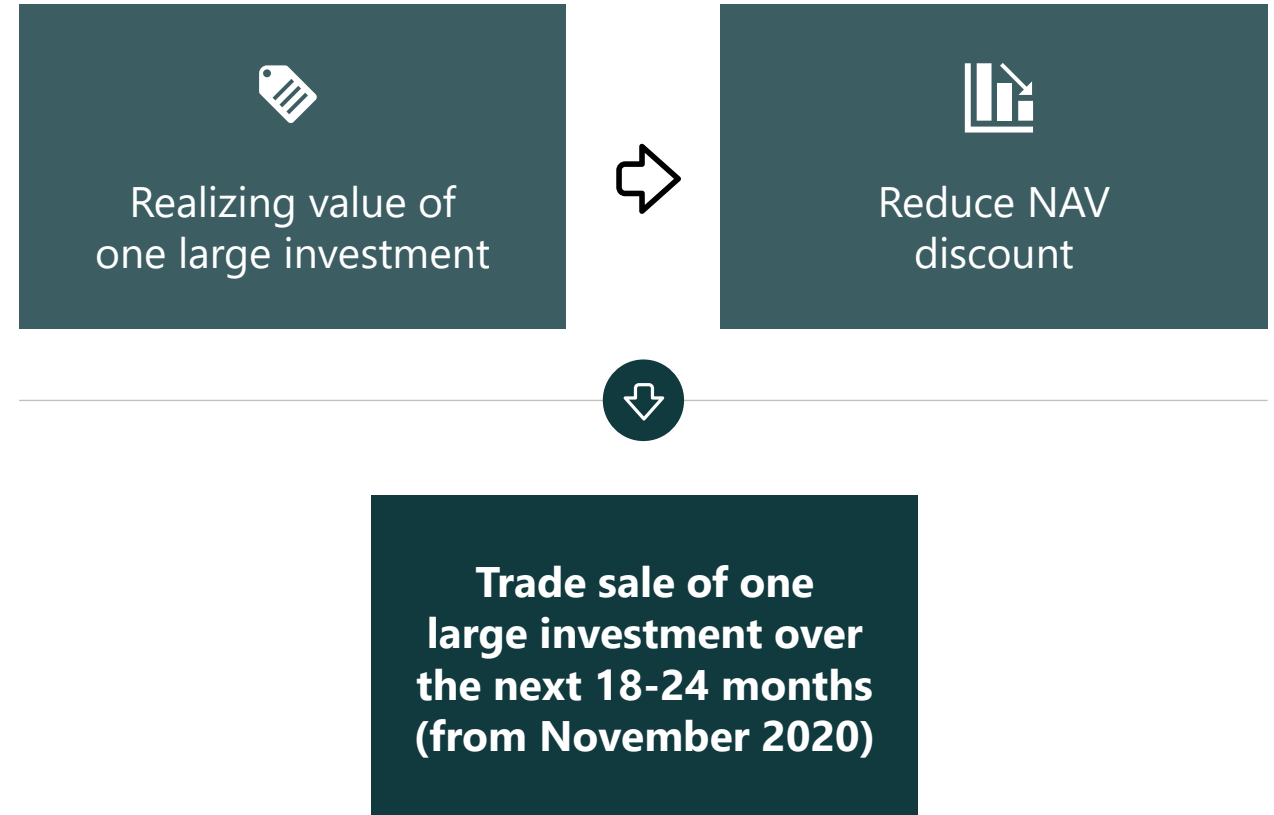 Realizing value of
one large investment
Reduce NAV
discount
Trade sale of one
large investment over
the next 18-24 months
(from November 2020)